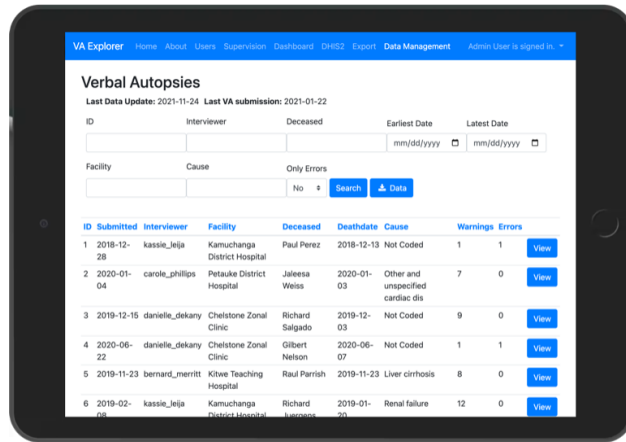 VA Explorer Home About Users Supervision Dashboard DHIS2 Export Data Management Admin User is signed in.
Verbal Autopsies
Last Data Update: 2021-11-24 Last VA submission: 2021-01-22
ID Interviewer Deceased Earliest Date Latest Date
mm/dd/yyyy mm/dd/yyyy
Facility Cause Only Errors
No Search Data
ID Submitted Interviewer Facility Deceased Deathdate Cause Warnings Errors
1 2018-12- kassie_leija Kamuchanga Paul Perez 2018-12-13 Not Coded 1 1 View
28 District Hospital
2 2020-01- carole_phillips Petauke District Jaleesa 2020-01- Other and 7 0 View
04 Hospital Weiss 03 unspecified
cardiac dis
3 2019-12-15 danielle_dekany Chelstone Zonal Richard 2019-12- Not Coded 9 0 View
Clinic Salgado 03
4 2020-06- danielle_dekany Chelstone Zonal Gilbert 2020-06- Not Coded 1 1 View
22 Clinic Nelson 07
5 2019-11-23 bernard_merritt Kitwe Teaching Raul Parrish 2019-11-23 Liver cirrhosis 8 0 View
Hospital
6 2019-02- kassie_leija Kamuchanga Richard 2019-01- Renal failure 12 0 View
08 District Hospital Juergens 20